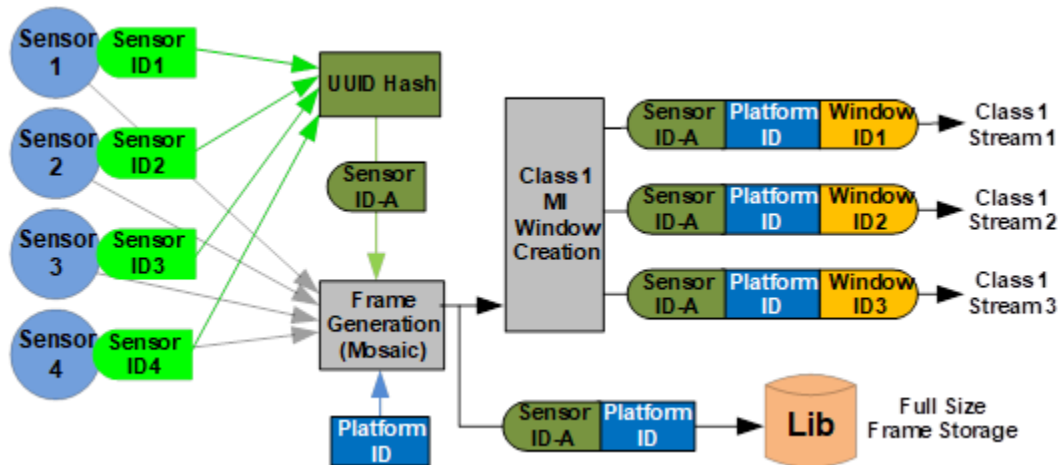 Sensor
1
Sensor
ID1
Sensor
2
Sensor
ID2
Sensor
3
Sensor
ID3
Sensor
4
Sensor
ID4
UUID Hash
Sensor
ID-A
Frame
Generation
(Mosaic)
Platform
ID
Class 1
MI
Window
Creation
Sensor
ID-A
Platform
ID
Window
ID1
Class 1
Stream 1
Sensor
ID-A
Platform
ID
Window
ID2
Class 1
Stream 2
Sensor
ID-A
Platform
ID
Window
ID3
Class 1
Stream 3
Sensor
ID-A
Platform
ID
Lib
Full Size
Frame Storage